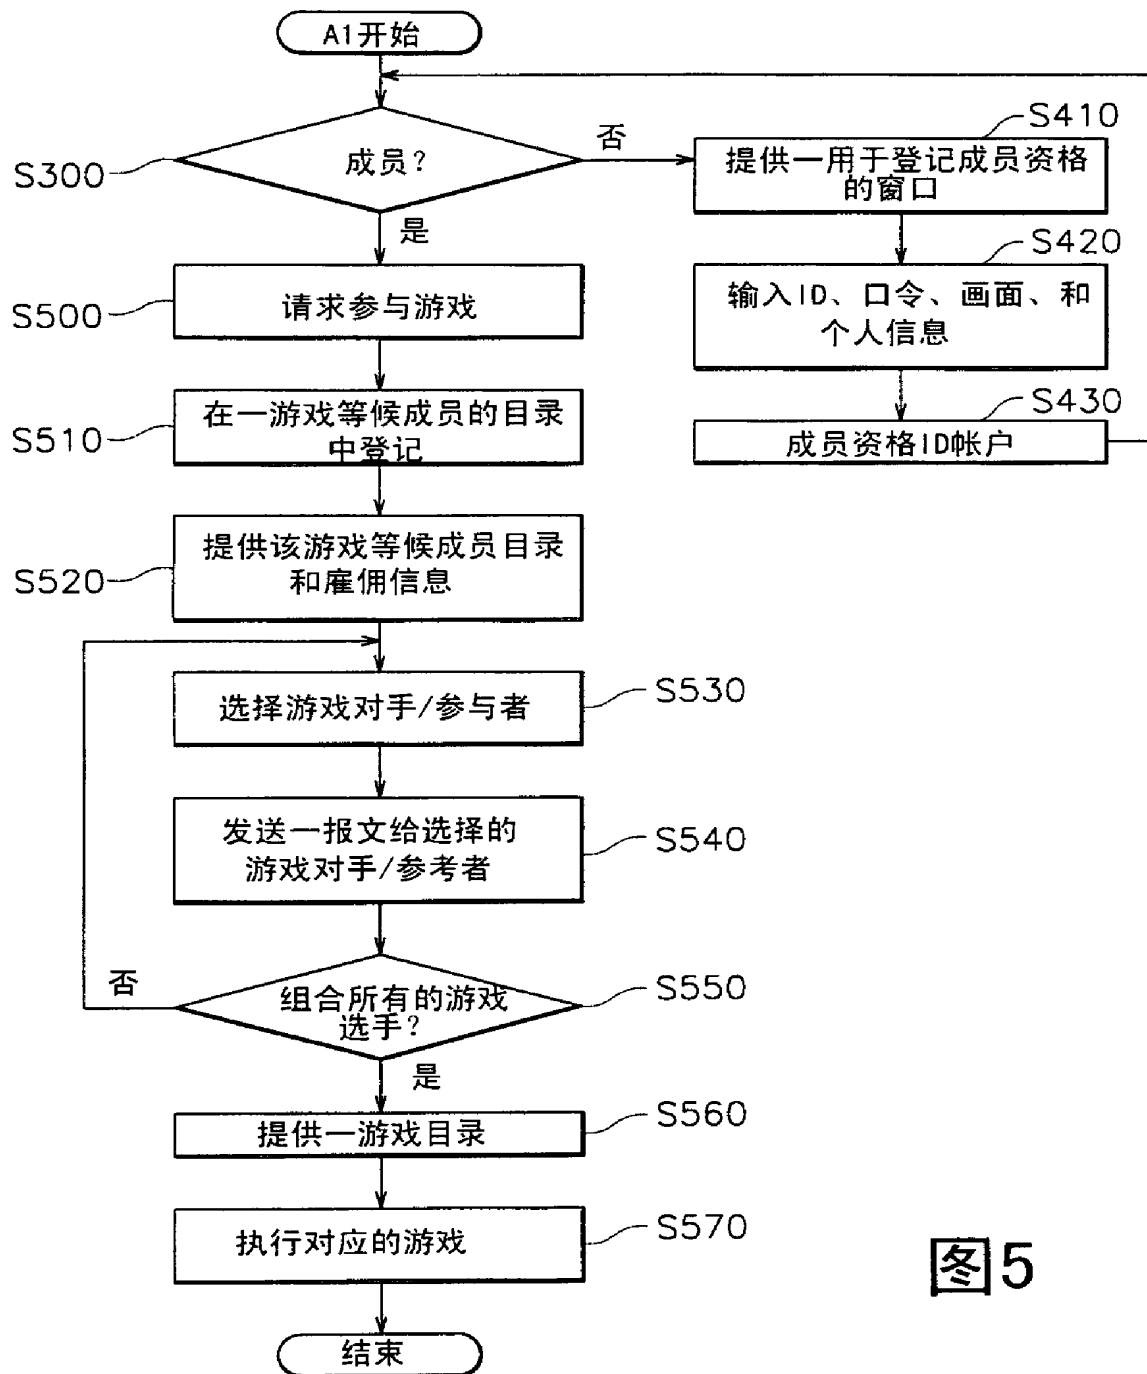 A1开始
S300
成员?
否
是
S410
提供一用于登记成员资格
的窗口
S420
输入ID、口令、画面、和
个人信息
S430
成员资格ID帐户
S500
请求参与游戏
S510
在一游戏等候成员的目录
中登记
S520
提供该游戏等候成员目录
和雇佣信息
选择游戏对手/参与者
S530
发送一报文给选择的
游戏对手/参考者
S540
否
组合所有的游戏
选手?
S550
是
提供一游戏目录
S560
执行对应的游戏
S570
结束
图5